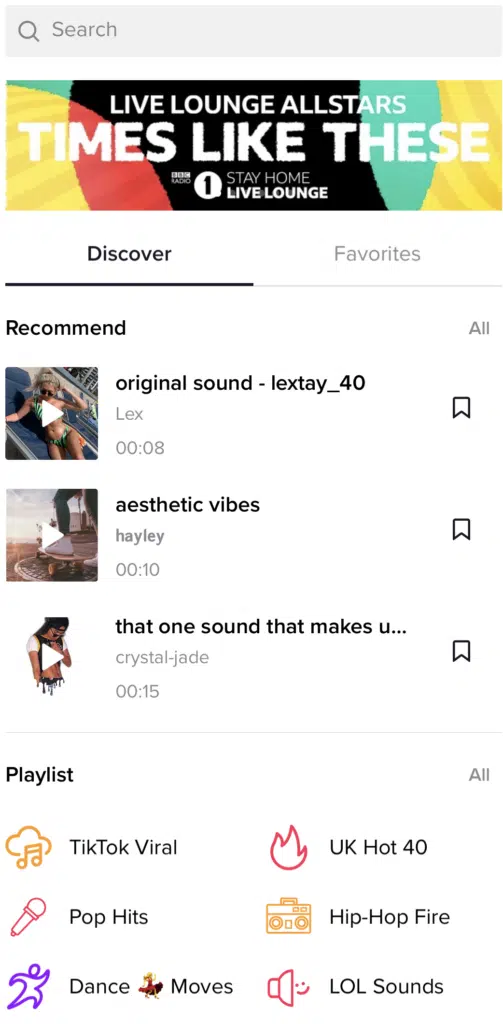 Search
LIVE LOUNGE ALLSTARS
TIMES LIKE THESE
BBC RADIO 1 STAY HOME
LIVE LOUNGE
Discover Favorites
Recommend All
original sound - lextay_40
Lex
00:08
aesthetic vibes
hayley
00:10
that one sound that makes u...
crystal-jade
00:15
Playlist All
TikTok Viral UK Hot 40
Pop Hits Hip-Hop Fire
Dance 💃 Moves LOL Sounds